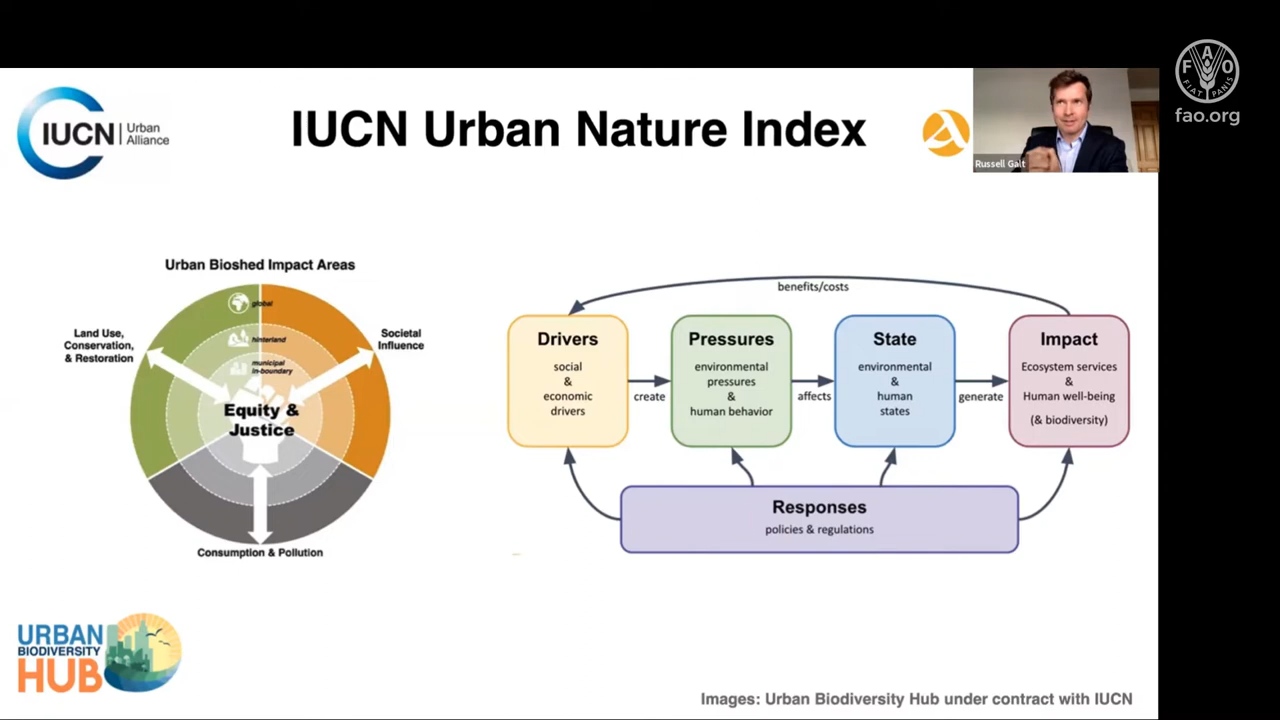 FAO
FIAT PANIS
fao.org
IUCN
Urban
Alliance
IUCN Urban Nature Index
Russell Galt
Urban Bioshed Impact Areas
global
hinterland
municipal
in-boundary
Land Use,
Conservation,
& Restoration
Societal
Influence
Equity &
Justice
Consumption & Pollution
benefits/costs
Drivers
social
&
economic
drivers
create
Pressures
environmental
pressures
&
human behavior
affects
State
environmental
&
human
states
generate
Impact
Ecosystem services
&
Human well-being
(& biodiversity)
Responses
policies & regulations
URBAN
BIODIVERSITY
HUB
Images: Urban Biodiversity Hub under contract with IUCN